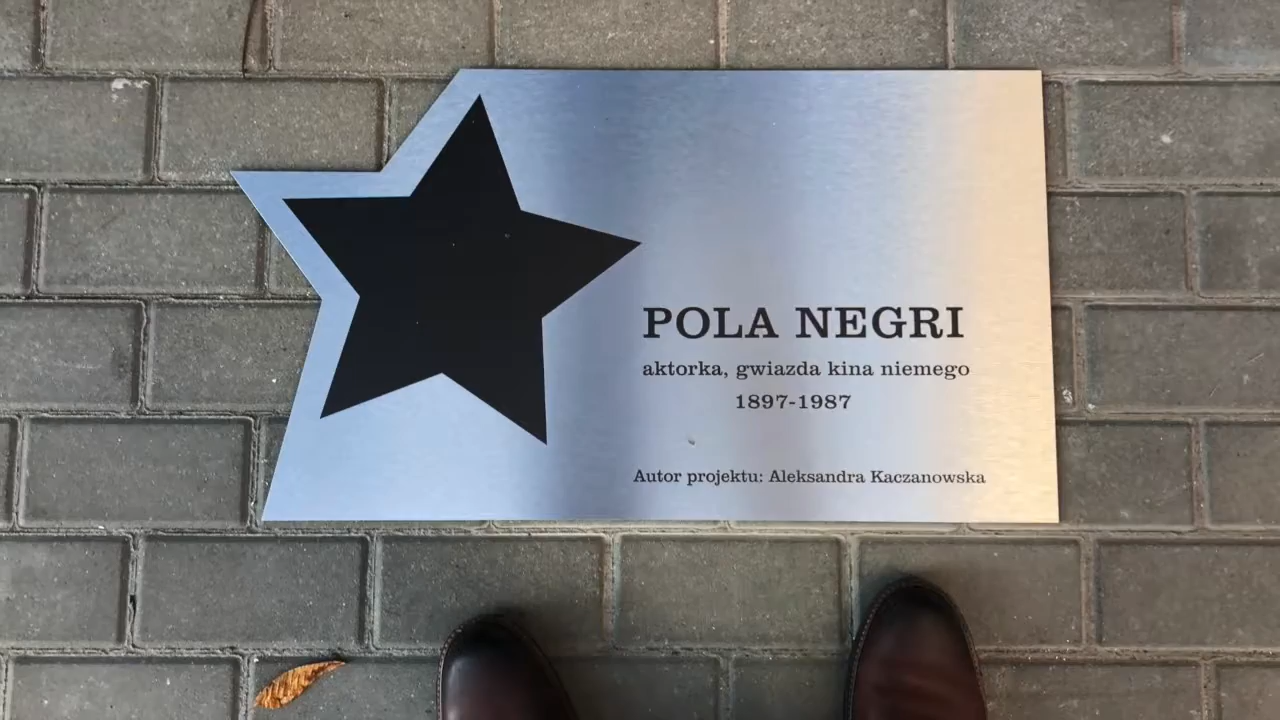 POLA NEGRI
aktorka, gwiazda kina niemego
1897-1987
Autor projektu: Aleksandra Kaczanowska